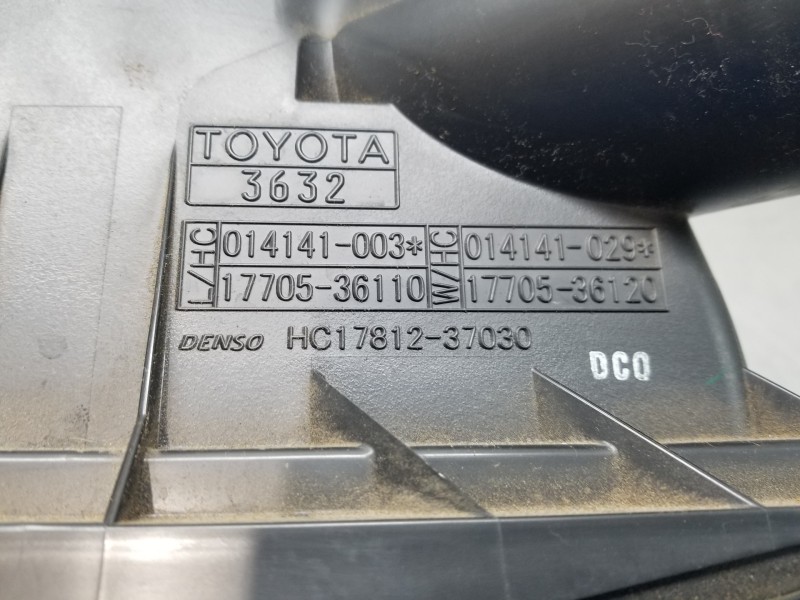 TOYOTA
3632
L/HC 014141-003* W/HC 014141-029*
17705-36110 17705-36120
DENSO HC17812-37030
DCO